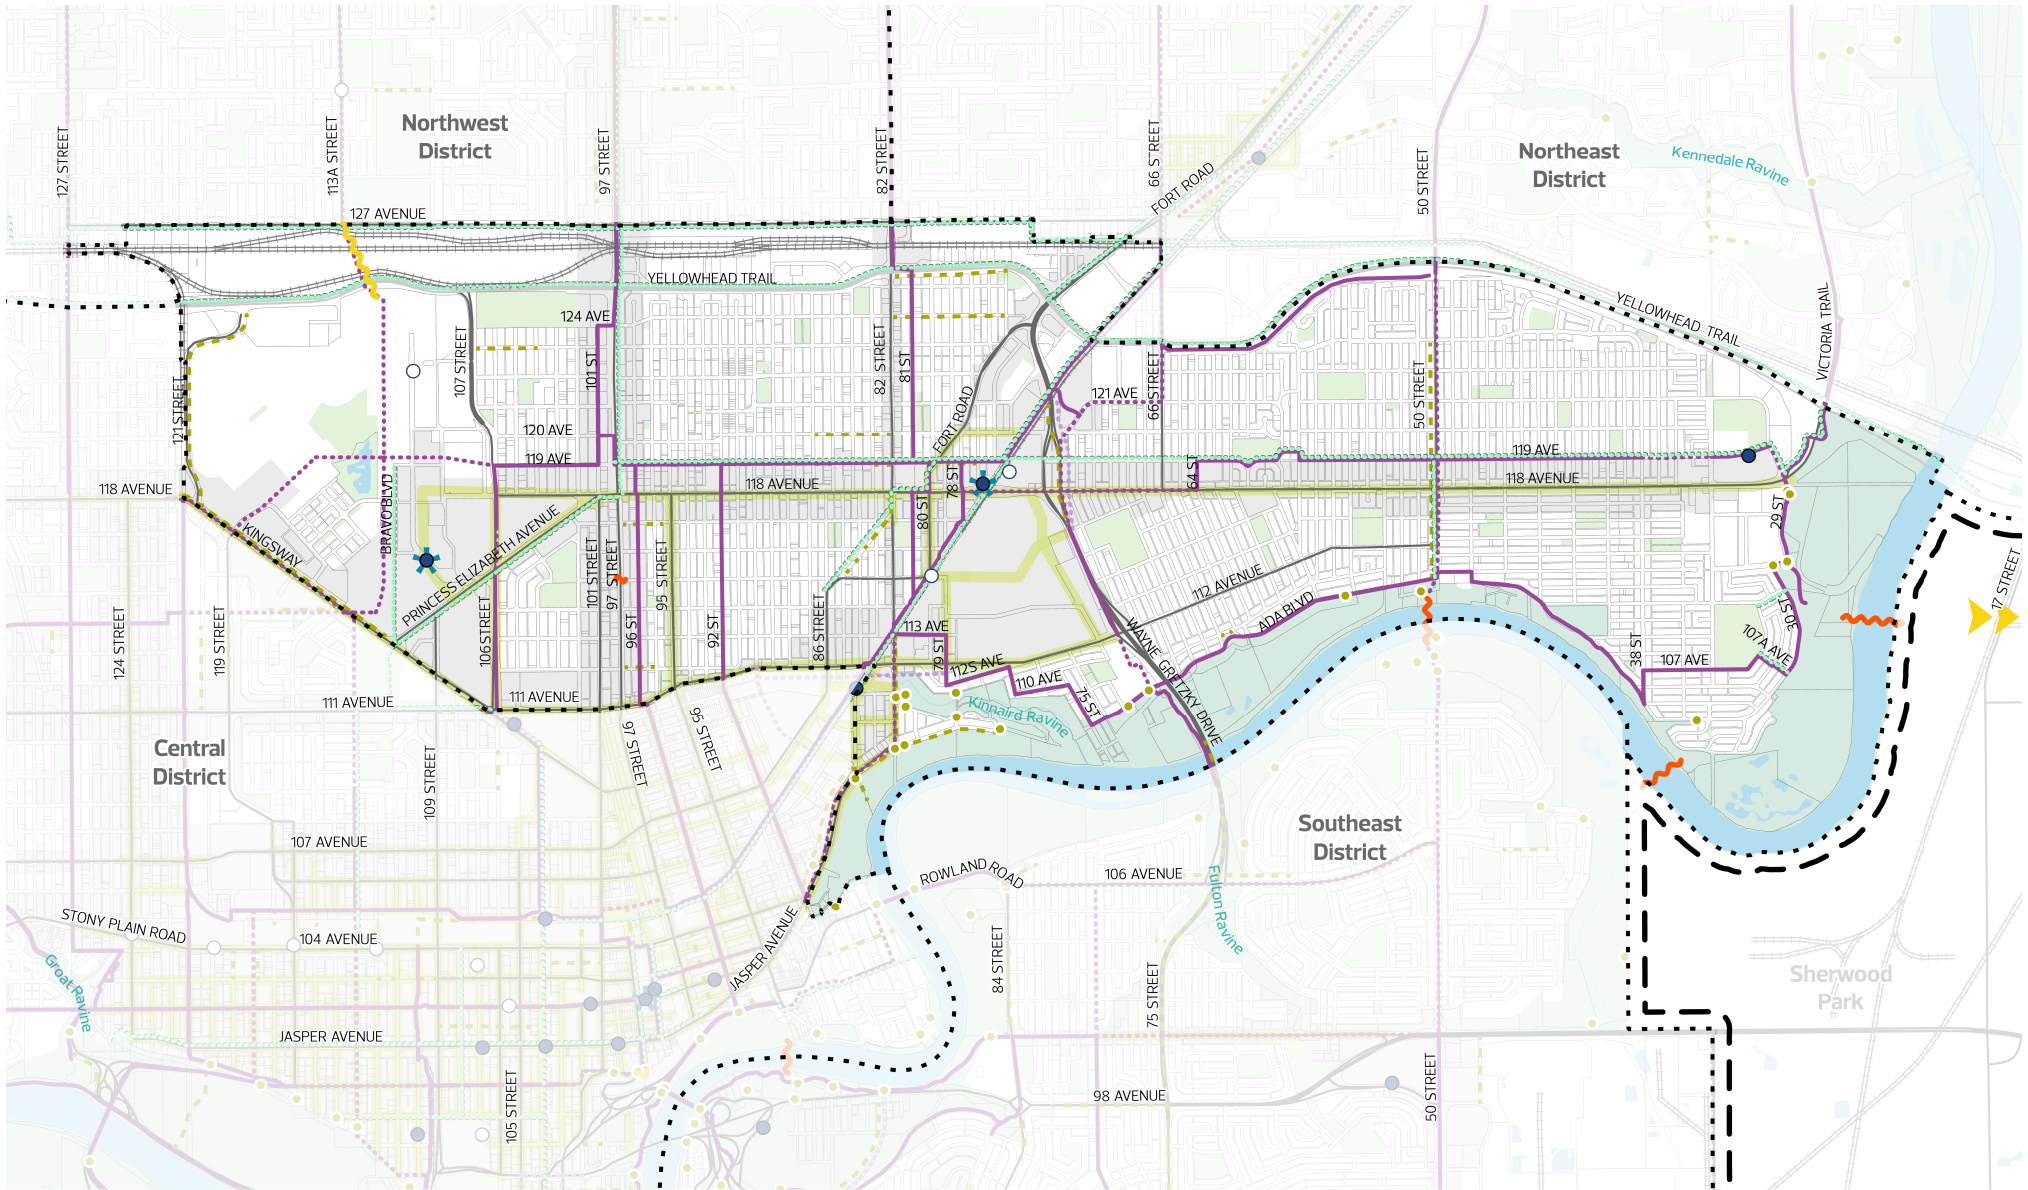 127 STREET
113A STREET
Northwest
District
97 STREET
82 STREET
66 STREET
FORT ROAD
50 STREET
Northeast
District
Kennedale Ravine
127 AVENUE
YELLOWHEAD TRAIL
YELLOWHEAD TRAIL
VICTORIA TRAIL
124 AVE
107 STREET
101 ST
82 STREET
81 ST
121 STREET
FORT ROAD
121 AVE
66 STREET
50 STREET
120 AVE
119 AVE
119 AVE
118 AVENUE
118 AVENUE
118 AVENUE
78 ST
64 ST
80 ST
29 ST
KINGSWAY
BRAVO BLVD
PRINCESS ELIZABETH AVENUE
101 STREET
97 STREET
95 STREET
17 STREET
112 AVENUE
ADA BLVD
30 ST
107A AVE
124 STREET
119 STREET
106 STREET
96 ST
92 ST
86 STREET
113 AVE
79 ST
112S AVE
110 AVE
75 ST
WAYNE GRETZKY DRIVE
38 ST
107 AVE
111 AVENUE
111 AVENUE
Kinnaird Ravine
Central
District
97 STREET
95 STREET
109 STREET
107 AVENUE
Southeast
District
ROWLAND ROAD
106 AVENUE
Fulton Ravine
STONY PLAIN ROAD
104 AVENUE
JASPER AVENUE
84 STREET
75 STREET
Groat Ravine
Sherwood
Park
JASPER AVENUE
105 STREET
98 AVENUE
50 STREET